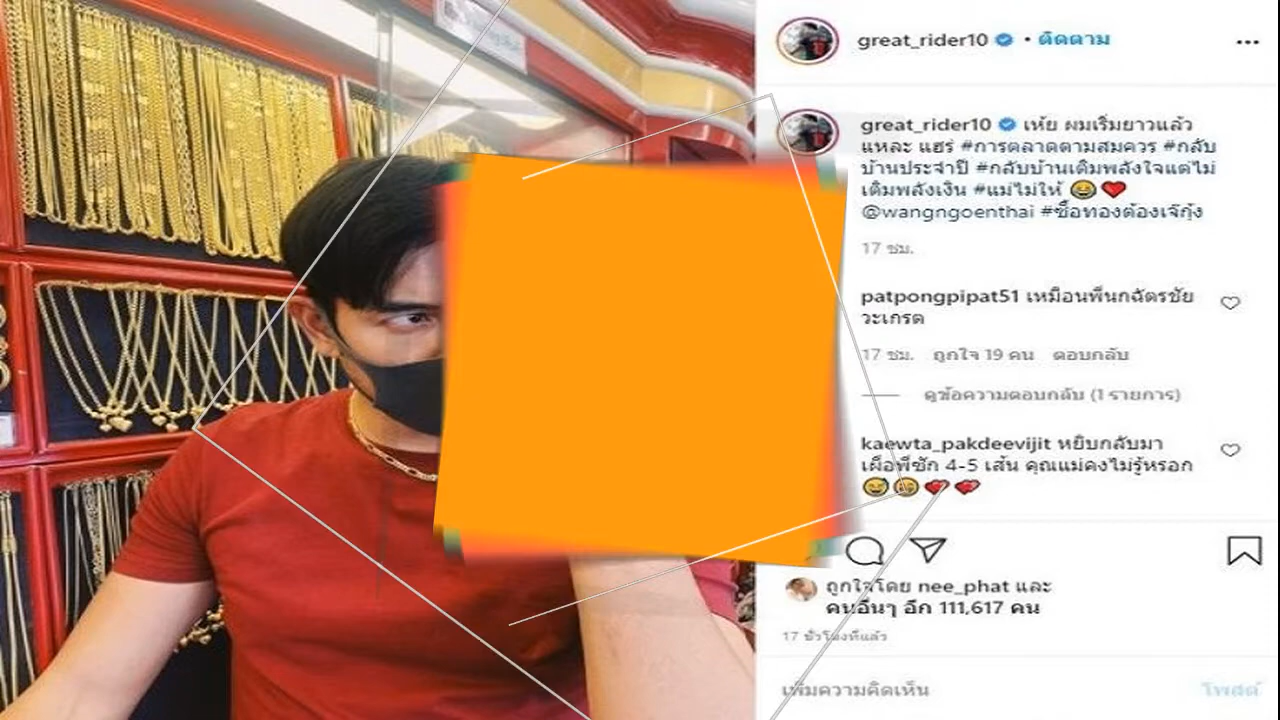 great_rider10 • ติดตาม
great_rider10 เห้ย ผมเริ่มยาวแล้ว
แหละ แฮร่ #การตลาดตามสมควร #กลับ
บ้านประจำปี #กลับบ้านเติมพลังใจแต่ไม่
เติมพลังเงิน #แม่ไม่ให้ 😂❤️
@wangngoenthai #ซื้อทองต้องเจ๊กุ้ง
17 ชม.
patpongpipat51 เหมือนพี่นกฉัตรชัย
วะเกรด
17 ชม. ถูกใจ 19 คน ตอบกลับ
ดูข้อความตอบกลับ (1 รายการ)
kaewta_pakdeevijit หยิบกลับมา
เผื่อพี่ซัก 4-5 เส้น คุณแม่คงไม่รู้หรอก
ถูกใจโดย nee_phat และ
คนอื่นๆ อีก 111,617 คน
17 ชั่วโมงที่แล้ว
เพิ่มความคิดเห็น
โพสต์